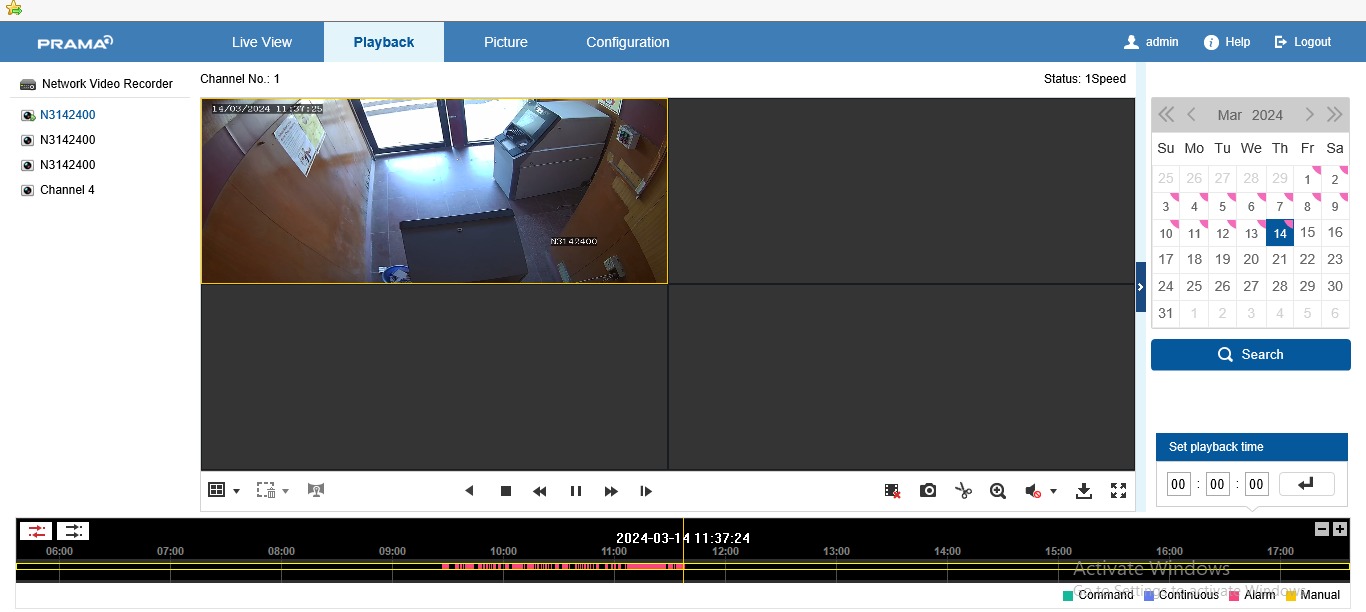 PRAMA
Live View
Playback
Picture
Configuration
admin
Help
Logout
Network Video Recorder
N3142400
N3142400
N3142400
Channel 4
Channel No.: 1
Status: 1Speed
14/03/2024 11:37:25
N3142400
Mar 2024
Su Mo Tu We Th Fr Sa
25 26 27 28 29 1 2
3 4 5 6 7 8 9
10 11 12 13 14 15 16
17 18 19 20 21 22 23
24 25 26 27 28 29 30
31 1 2 3 4 5 6
Search
Set playback time
00 : 00 : 00
2024-03-14 11:37:24
06:00 07:00 08:00 09:00 10:00 11:00 12:00 13:00 14:00 15:00 16:00 17:00
Activate Windows
Go to Settings to activate Windows.
Command Continuous Alarm Manual